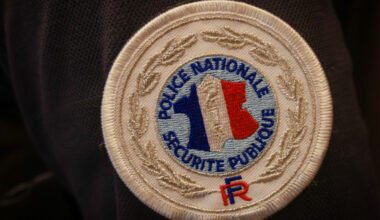 POLICE NATIONALE
SÉCURITÉ PUBLIQUE
RF